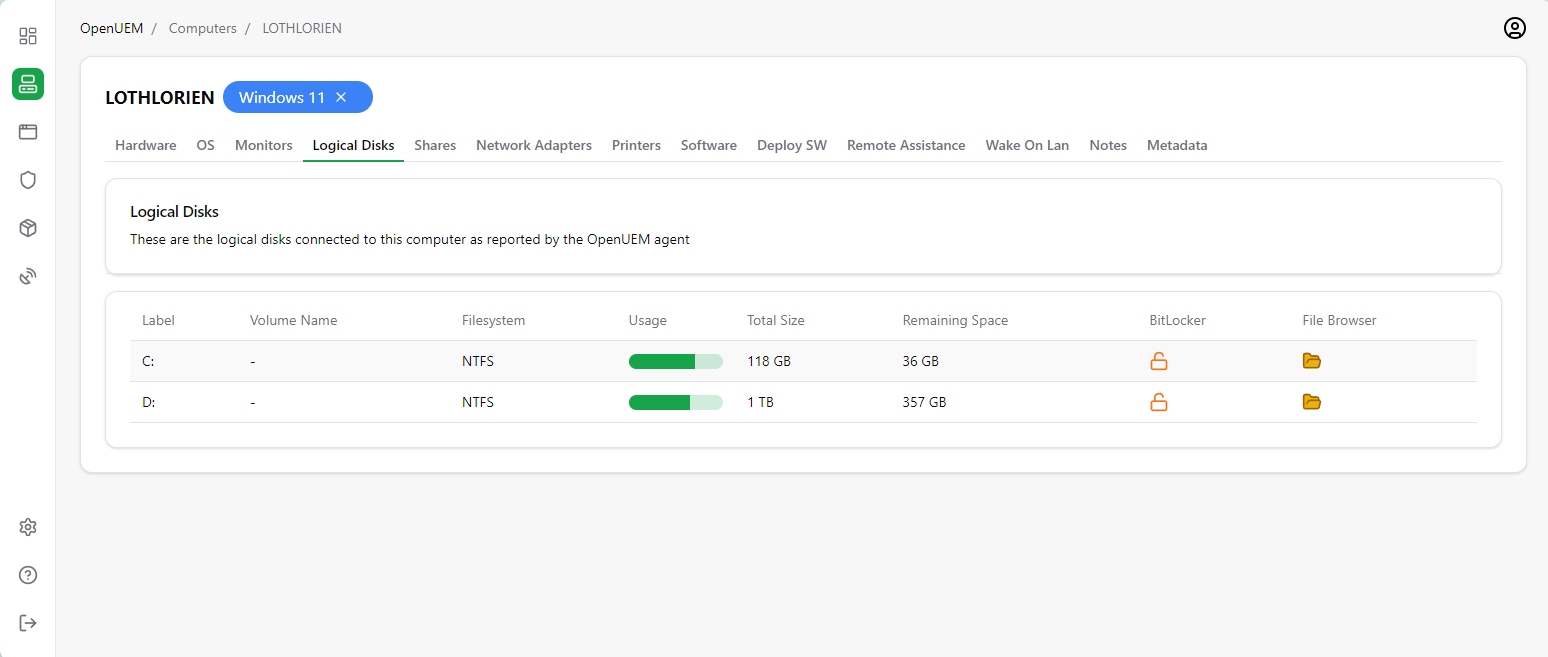 OpenUEM / Computers / LOTHLORIEN
LOTHLORIEN Windows 11 ×
Hardware OS Monitors Logical Disks Shares Network Adapters Printers Software Deploy SW Remote Assistance Wake On Lan Notes Metadata
Logical Disks
These are the logical disks connected to this computer as reported by the OpenUEM agent
Label Volume Name Filesystem Usage Total Size Remaining Space BitLocker File Browser
C: - NTFS 118 GB 36 GB
D: - NTFS 1 TB 357 GB